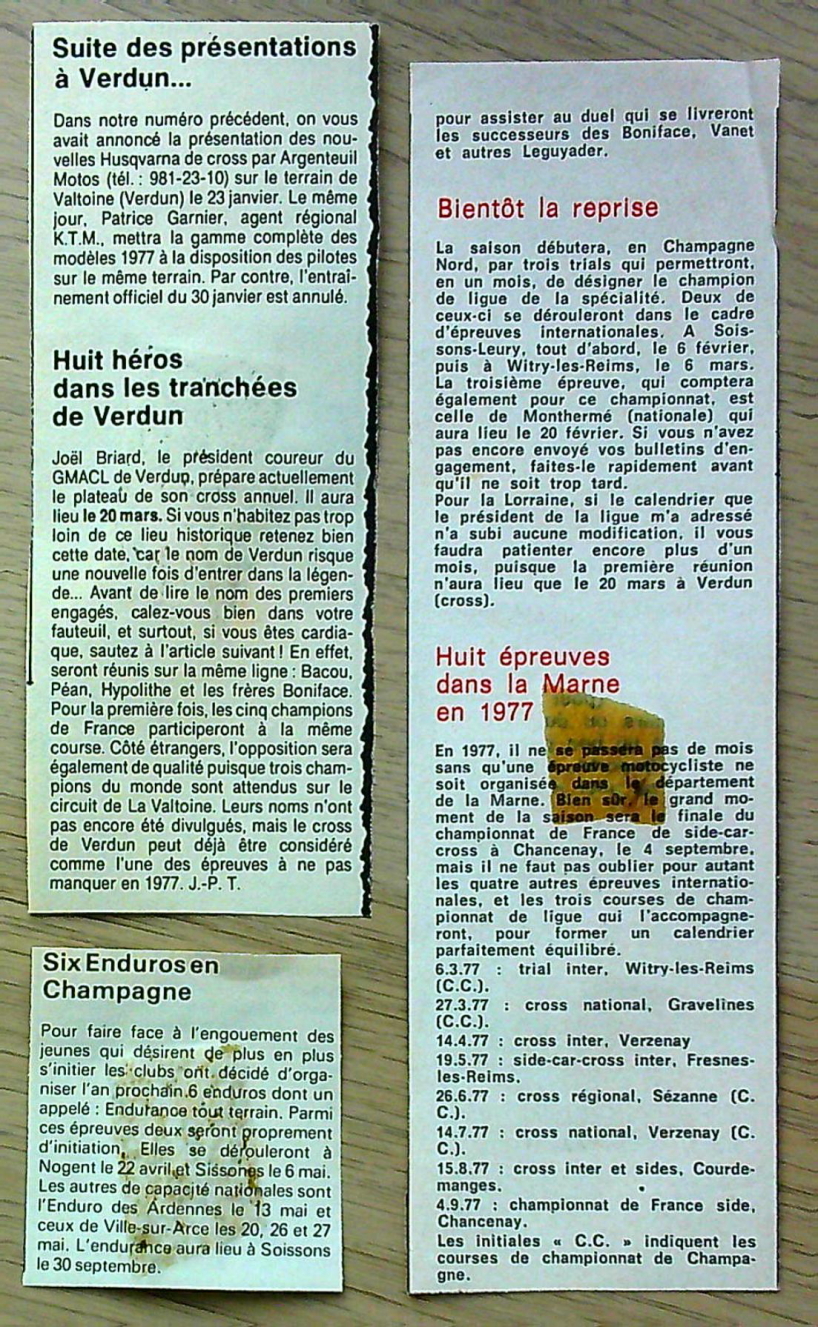 Suite des présentations
à Verdun...
Dans notre numéro précédent, on vous
avait annoncé la présentation des nou-
velles Husqvarna de cross par Argenteuil
Motos (tél. : 981-23-10) sur le terrain de
Valtoine (Verdun) le 23 janvier. Le même
jour, Patrice Garnier, agent régional
K.T.M., mettra la gamme complète des
modèles 1977 à la disposition des pilotes
sur le même terrain. Par contre, l'entraî-
nement officiel du 30 janvier est annulé.
Huit héros
dans les tranchées
de Verdun
Joël Briard, le président coureur du
GMACL de Verdun, prépare actuellement
le plateau de son cross annuel. Il aura
lieu le 20 mars. Si vous n'habitez pas trop
loin de ce lieu historique retenez bien
cette date, car le nom de Verdun risque
une nouvelle fois d'entrer dans la légen-
de... Avant de lire le nom des premiers
engagés, calez-vous bien dans votre
fauteuil, et surtout, si vous êtes cardia-
que, sautez à l'article suivant ! En effet,
seront réunis sur la même ligne : Bacou,
Péan, Hypolithe et les frères Boniface.
Pour la première fois, les cinq champions
de France participeront à la même
course. Côté étrangers, l'opposition sera
également de qualité puisque trois cham-
pions du monde sont attendus sur le
circuit de La Valtoine. Leurs noms n'ont
pas encore été divulgués, mais le cross
de Verdun peut déjà être considéré
comme l'une des épreuves à ne pas
manquer en 1977. J.-P. T.
Six Enduros en
Champagne
Pour faire face à l'engouement des
jeunes qui désirent de plus en plus
s'initier les clubs ont décidé d'orga-
niser l'an prochain 6 enduros dont un
appelé : Endurance tout terrain. Parmi
ces épreuves deux seront proprement
d'initiation. Elles se dérouleront à
Nogent le 22 avril et Sissones le 6 mai.
Les autres de capacité nationales sont
l'Enduro des Ardennes le 13 mai et
ceux de Ville-sur-Arce les 20, 26 et 27
mai. L'endurance aura lieu à Soissons
le 30 septembre.
pour assister au duel qui se livreront
les successeurs des Boniface, Vanet
et autres Leguyader.
Bientôt la reprise
La saison débutera, en Champagne
Nord, par trois trials qui permettront,
en un mois, de désigner le champion
de ligue de la spécialité. Deux de
ceux-ci se dérouleront dans le cadre
d'épreuves internationales. A Sois-
sons-Leury, tout d'abord, le 6 février,
puis à Witry-les-Reims, le 6 mars.
La troisième épreuve, qui comptera
également pour ce championnat, est
celle de Monthermé (nationale) qui
aura lieu le 20 février. Si vous n'avez
pas encore envoyé vos bulletins d'en-
gagement, faites-le rapidement avant
qu'il ne soit trop tard.
Pour la Lorraine, si le calendrier que
le président de la ligue m'a adressé
n'a subi aucune modification, il vous
faudra patienter encore plus d'un
mois, puisque la première réunion
n'aura lieu que le 20 mars à Verdun
(cross).
Huit épreuves
dans la Marne
en 1977
En 1977, il ne se passera pas de mois
sans qu'une épreuve motocycliste ne
soit organisée dans le département
de la Marne. Bien sûr, le grand mo-
ment de la saison sera le finale du
championnat de France de side-car-
cross à Chancenay, le 4 septembre,
mais il ne faut pas oublier pour autant
les quatre autres épreuves internatio-
nales, et les trois courses de cham-
pionnat de ligue qui l'accompagne-
ront, pour former un calendrier
parfaitement équilibré.
6.3.77 : trial inter, Witry-les-Reims
(C.C.).
27.3.77 : cross national, Gravelines
(C.C.).
14.4.77 : cross inter, Verzenay
19.5.77 : side-car-cross inter, Fresnes-
les-Reims.
26.6.77 : cross régional, Sézanne (C.
C.).
14.7.77 : cross national, Verzenay (C.
C.).
15.8.77 : cross inter et sides, Courde-
manges.
4.9.77 : championnat de France side,
Chancenay.
Les initiales « C.C. » indiquent les
courses de championnat de Champa-
gne.